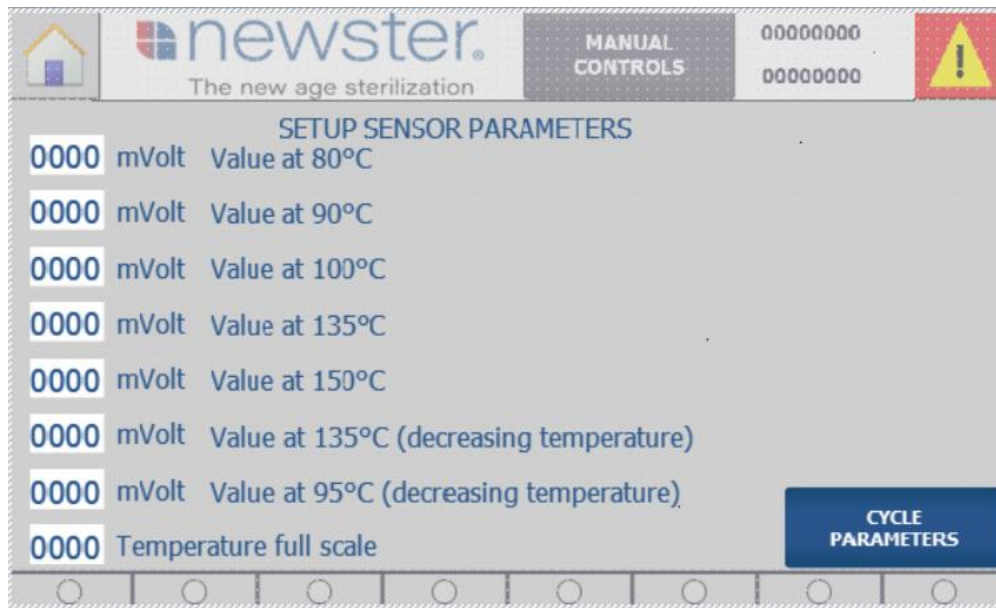 newster®
The new age sterilization
MANUAL
CONTROLS
00000000
00000000
!
SETUP SENSOR PARAMETERS
0000 mVolt Value at 80°C
0000 mVolt Value at 90°C
0000 mVolt Value at 100°C
0000 mVolt Value at 135°C
0000 mVolt Value at 150°C
0000 mVolt Value at 135°C (decreasing temperature)
0000 mVolt Value at 95°C (decreasing temperature)
0000 Temperature full scale
CYCLE
PARAMETERS